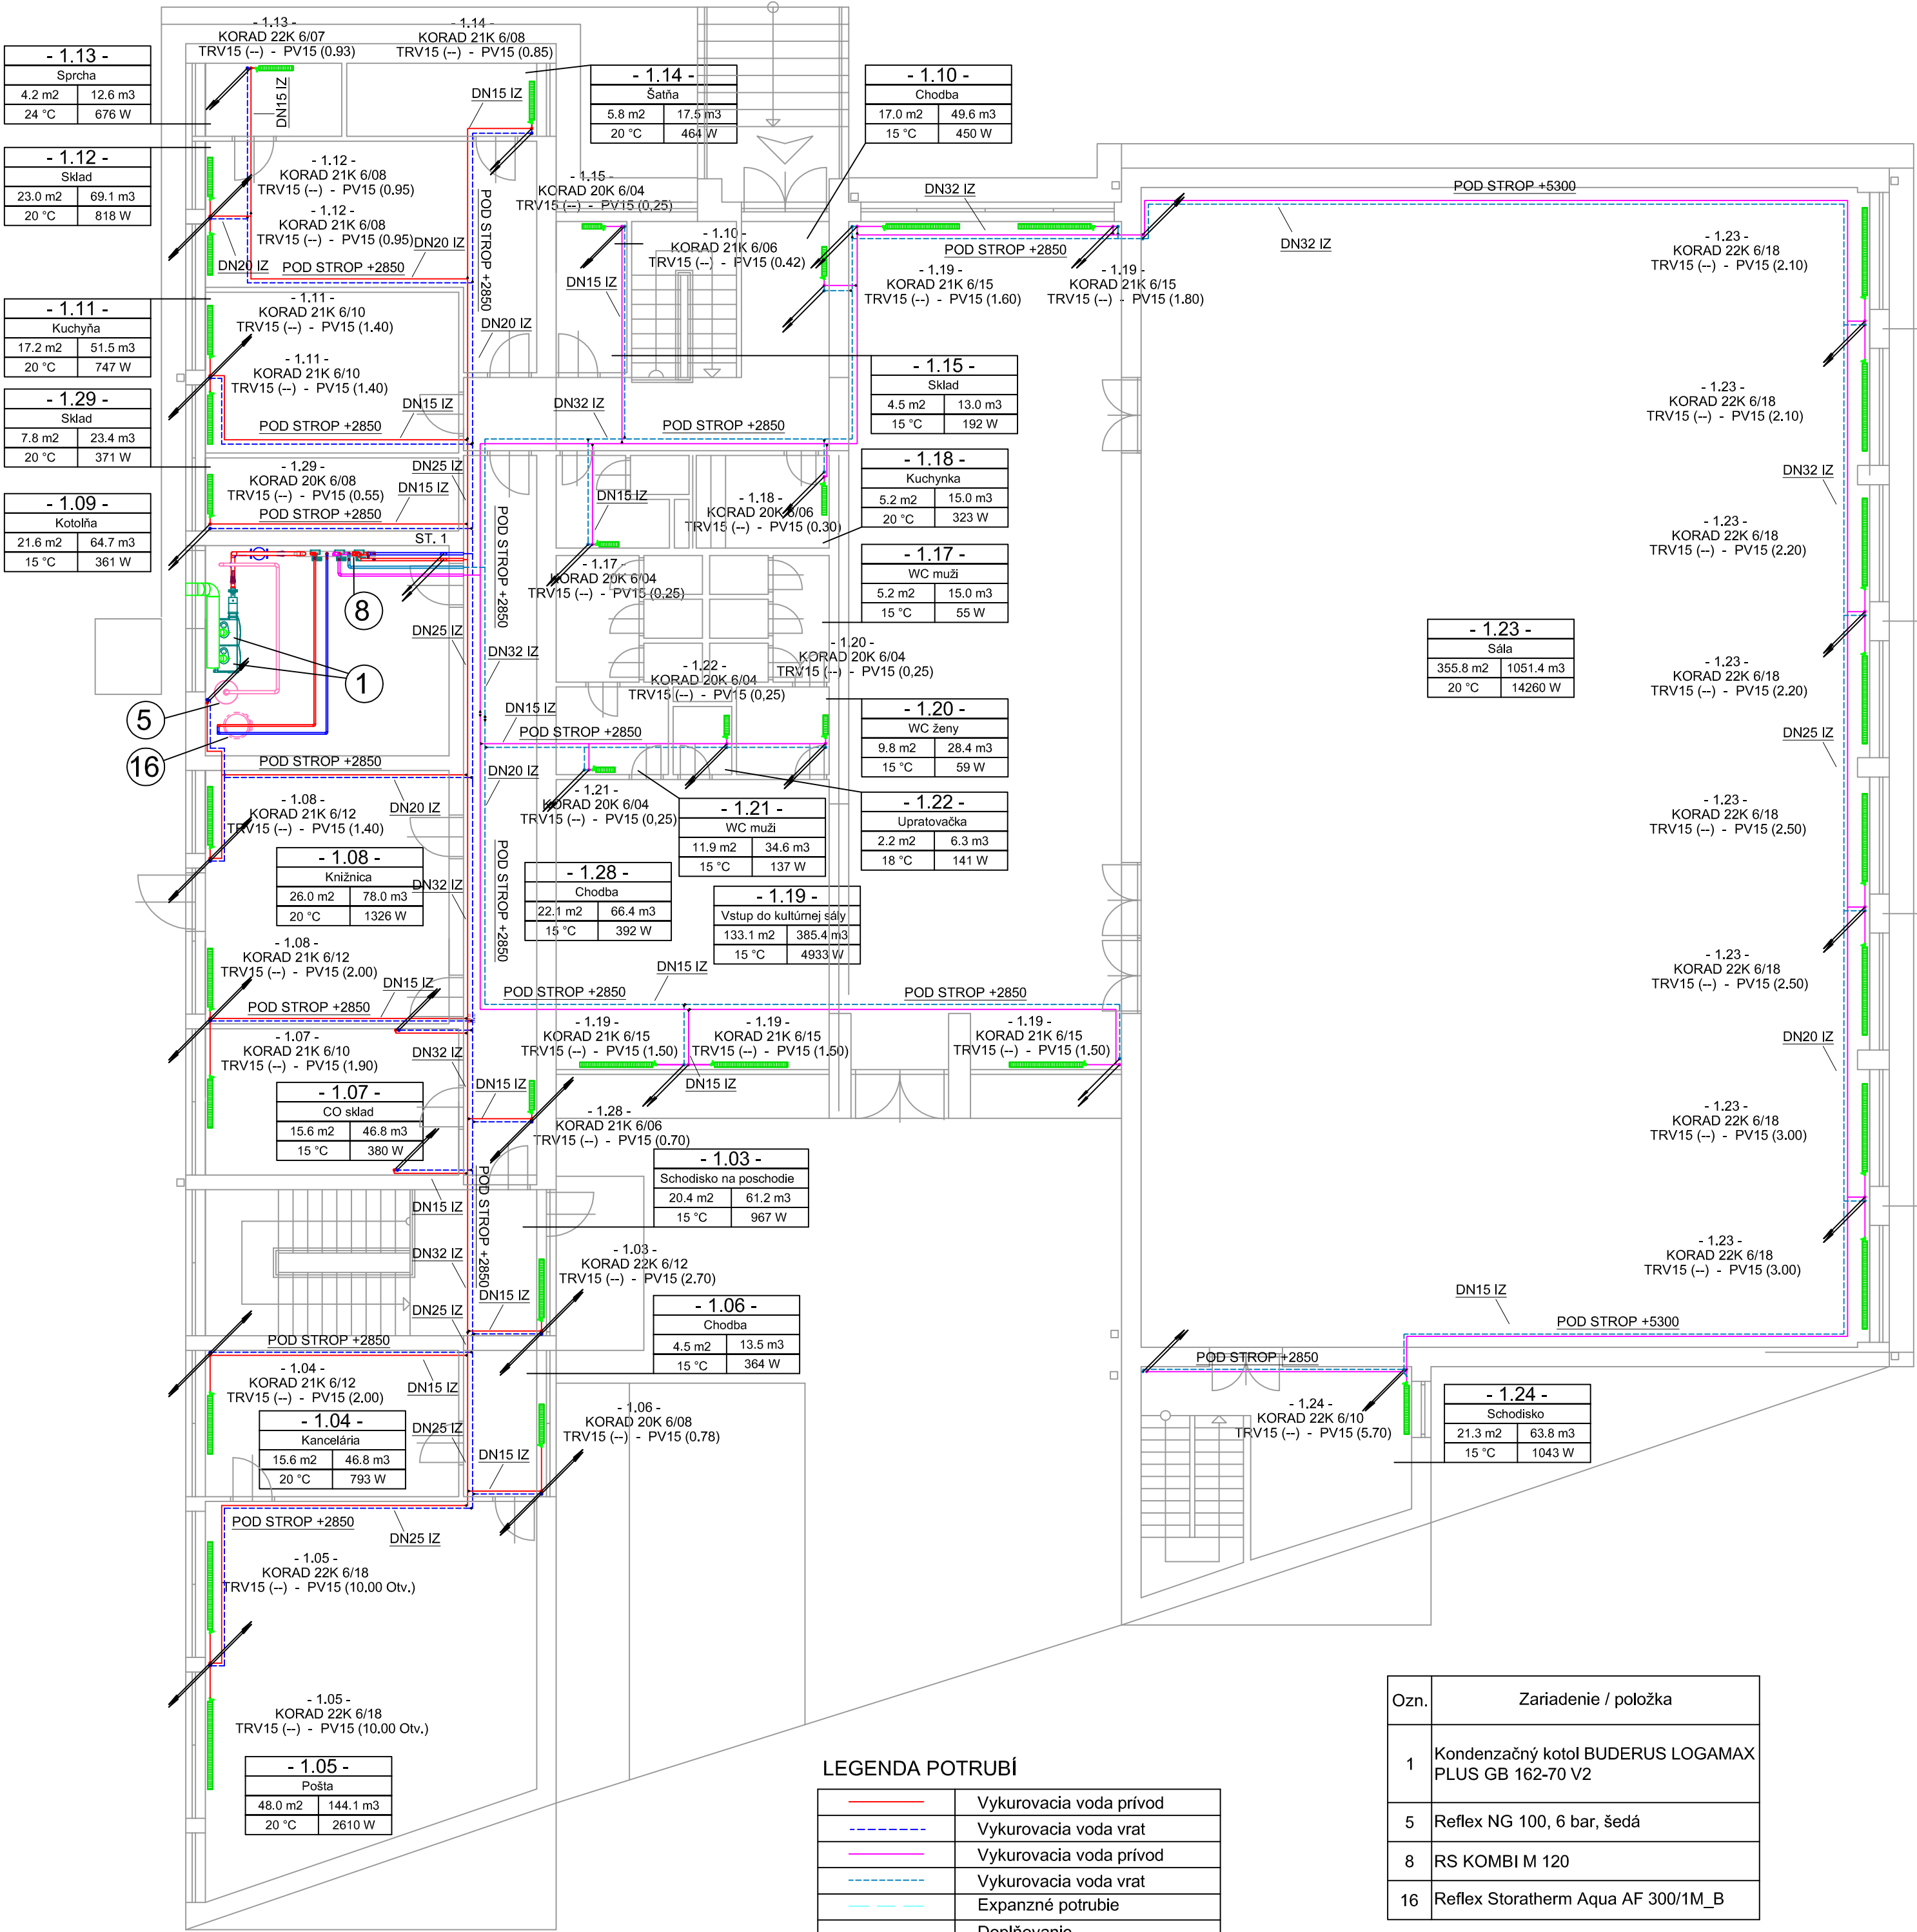 - 1.13 -
KORAD 22K 6/07
TRV15 (--) - PV15 (0.93)
- 1.14 -
KORAD 21K 6/08
TRV15 (--) - PV15 (0.85)
- 1.13 -
Sprcha
4.2 m2 12.6 m3
24 °C 676 W
DN15 IZ
DN15 IZ
- 1.14 -
Šatňa
5.8 m2 17.5 m3
20 °C 464 W
- 1.10 -
Chodba
17.0 m2 49.6 m3
15 °C 450 W
- 1.12 -
Sklad
23.0 m2 69.1 m3
20 °C 818 W
- 1.12 -
KORAD 21K 6/08
TRV15 (--) - PV15 (0.95)
- 1.12 -
KORAD 21K 6/08
TRV15 (--) - PV15 (0.95)
DN20 IZ
DN20 IZ
POD STROP +2850
POD STROP +2850
- 1.15 -
KORAD 20K 6/04
TRV15 (--) - PV15 (0,25)
- 1.10 -
KORAD 21K 6/06
TRV15 (--) - PV15 (0.42)
DN15 IZ
DN32 IZ
POD STROP +2850
POD STROP +5300
DN32 IZ
- 1.19 -
KORAD 21K 6/15
TRV15 (--) - PV15 (1.60)
- 1.19 -
KORAD 21K 6/15
TRV15 (--) - PV15 (1.80)
- 1.23 -
KORAD 22K 6/18
TRV15 (--) - PV15 (2.10)
- 1.11 -
Kuchyňa
17.2 m2 51.5 m3
20 °C 747 W
- 1.11 -
KORAD 21K 6/10
TRV15 (--) - PV15 (1.40)
- 1.11 -
KORAD 21K 6/10
TRV15 (--) - PV15 (1.40)
DN20 IZ
DN15 IZ
POD STROP +2850
DN32 IZ
POD STROP +2850
- 1.15 -
Sklad
4.5 m2 13.0 m3
15 °C 192 W
- 1.23 -
KORAD 22K 6/18
TRV15 (--) - PV15 (2.10)
- 1.29 -
Sklad
7.8 m2 23.4 m3
20 °C 371 W
- 1.29 -
KORAD 20K 6/08
TRV15 (--) - PV15 (0.55)
POD STROP +2850
DN25 IZ
DN15 IZ
- 1.18 -
Kuchynka
5.2 m2 15.0 m3
20 °C 323 W
DN15 IZ
- 1.18 -
KORAD 20K 6/06
TRV15 (--) - PV15 (0.30)
DN32 IZ
- 1.09 -
Kotolňa
21.6 m2 64.7 m3
15 °C 361 W
ST. 1
8
1
5
16
POD STROP +2850
DN25 IZ
DN32 IZ
- 1.17 -
KORAD 20K 6/04
TRV15 (--) - PV15 (0,25)
- 1.17 -
WC muži
5.2 m2 15.0 m3
15 °C 55 W
- 1.23 -
KORAD 22K 6/18
TRV15 (--) - PV15 (2.20)
- 1.23 -
Sála
355.8 m2 1051.4 m3
20 °C 14260 W
- 1.20 -
KORAD 20K 6/04
TRV15 (--) - PV15 (0,25)
- 1.22 -
KORAD 20K 6/04
TRV15 (--) - PV15 (0,25)
- 1.23 -
KORAD 22K 6/18
TRV15 (--) - PV15 (2.20)
- 1.20 -
WC ženy
9.8 m2 28.4 m3
15 °C 59 W
DN15 IZ
POD STROP +2850
DN25 IZ
POD STROP +2850
DN20 IZ
DN20 IZ
- 1.21 -
KORAD 20K 6/04
TRV15 (--) - PV15 (0,25)
- 1.21 -
WC muži
11.9 m2 34.6 m3
15 °C 137 W
- 1.22 -
Upratovačka
2.2 m2 6.3 m3
18 °C 141 W
- 1.23 -
KORAD 22K 6/18
TRV15 (--) - PV15 (2.50)
- 1.08 -
KORAD 21K 6/12
TRV15 (--) - PV15 (1.40)
- 1.08 -
Knižnica
26.0 m2 78.0 m3
20 °C 1326 W
DN32 IZ
POD STROP +2850
- 1.28 -
Chodba
22.1 m2 66.4 m3
15 °C 392 W
- 1.19 -
Vstup do kultúrnej sály
133.1 m2 385.4 m3
15 °C 4933 W
- 1.08 -
KORAD 21K 6/12
TRV15 (--) - PV15 (2.00)
DN15 IZ
POD STROP +2850
DN15 IZ
POD STROP +2850
POD STROP +2850
- 1.23 -
KORAD 22K 6/18
TRV15 (--) - PV15 (2.50)
- 1.07 -
KORAD 21K 6/10
TRV15 (--) - PV15 (1,90)
DN32 IZ
- 1.19 -
KORAD 21K 6/15
TRV15 (--) - PV15 (1.50)
- 1.19 -
KORAD 21K 6/15
TRV15 (--) - PV15 (1.50)
- 1.19 -
KORAD 21K 6/15
TRV15 (--) - PV15 (1.50)
DN20 IZ
- 1.07 -
CO sklad
15.6 m2 46.8 m3
15 °C 380 W
DN15 IZ
DN15 IZ
- 1.28 -
KORAD 21K 6/06
TRV15 (--) - PV15 (0.70)
- 1.23 -
KORAD 22K 6/18
TRV15 (--) - PV15 (3.00)
- 1.03 -
Schodisko na poschodie
20.4 m2 61.2 m3
15 °C 967 W
DN15 IZ
POD STROP +2850
DN32 IZ
- 1.03 -
KORAD 22K 6/12
TRV15 (--) - PV15 (2.70)
- 1.23 -
KORAD 22K 6/18
TRV15 (--) - PV15 (3.00)
DN15 IZ
DN25 IZ
POD STROP +2850
- 1.06 -
Chodba
4.5 m2 13.5 m3
15 °C 364 W
DN15 IZ
POD STROP +5300
POD STROP +2850
- 1.04 -
KORAD 21K 6/12
TRV15 (--) - PV15 (2.00)
DN15 IZ
- 1.04 -
Kancelária
15.6 m2 46.8 m3
20 °C 793 W
DN25 IZ
DN15 IZ
- 1.06 -
KORAD 20K 6/08
TRV15 (--) - PV15 (0.78)
- 1.24 -
KORAD 22K 6/10
TRV15 (--) - PV15 (5.70)
- 1.24 -
Schodisko
21.3 m2 63.8 m3
15 °C 1043 W
POD STROP +2850
DN25 IZ
- 1.05 -
KORAD 22K 6/18
TRV15 (--) - PV15 (10.00 Otv.)
- 1.05 -
KORAD 22K 6/18
TRV15 (--) - PV15 (10.00 Otv.)
- 1.05 -
Pošta
48.0 m2 144.1 m3
20 °C 2610 W
LEGENDA POTRUBÍ
Vykurovacia voda prívod
Vykurovacia voda vrat
Vykurovacia voda prívod
Vykurovacia voda vrat
Expanzné potrubie
Doplňovanie
Ozn. Zariadenie / položka
1 Kondenzačný kotol BUDERUS LOGAMAX
PLUS GB 162-70 V2
5 Reflex NG 100, 6 bar, šedá
8 RS KOMBI M 120
16 Reflex Storatherm Aqua AF 300/1M_B